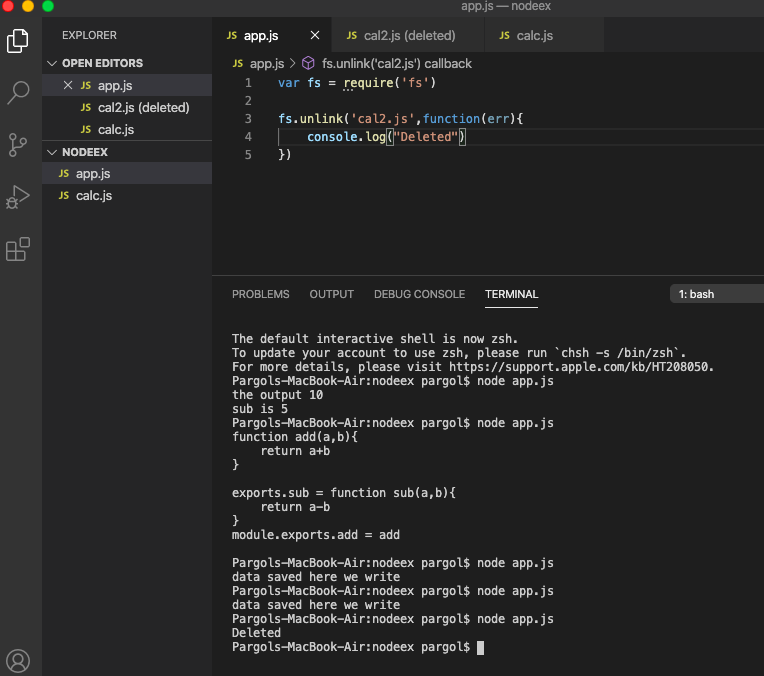 app.js — nodeex
EXPLORER
OPEN EDITORS
JS app.js
JS cal2.js (deleted)
JS calc.js
NODEEX
JS app.js
JS calc.js
JS app.js
JS cal2.js (deleted)
JS calc.js
JS app.js > fs.unlink('cal2.js') callback
1 var fs = require('fs')
2
3 fs.unlink('cal2.js',function(err){
4 console.log("Deleted")
5 })
PROBLEMS OUTPUT DEBUG CONSOLE TERMINAL 1: bash
The default interactive shell is now zsh.
To update your account to use zsh, please run `chsh -s /bin/zsh`.
For more details, please visit https://support.apple.com/kb/HT208050.
Pargols-MacBook-Air:nodeex pargol$ node app.js
the output 10
sub is 5
Pargols-MacBook-Air:nodeex pargol$ node app.js
function add(a,b){
return a+b
}
exports.sub = function sub(a,b){
return a-b
}
module.exports.add = add
Pargols-MacBook-Air:nodeex pargol$ node app.js
data saved here we write
Pargols-MacBook-Air:nodeex pargol$ node app.js
data saved here we write
Pargols-MacBook-Air:nodeex pargol$ node app.js
Deleted
Pargols-MacBook-Air:nodeex pargol$